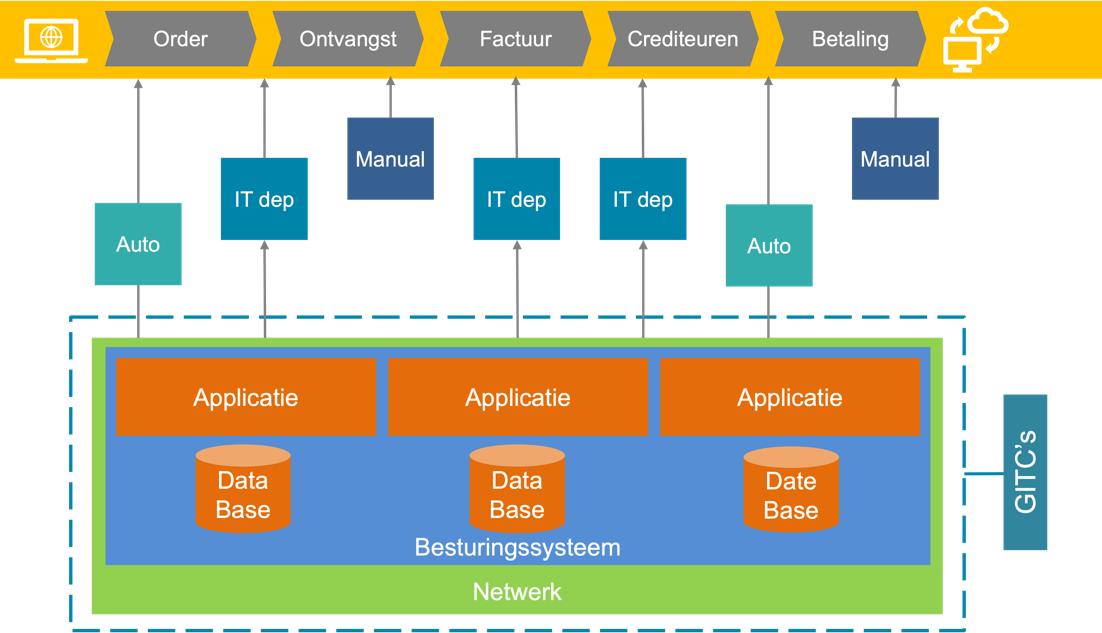 Order
Ontvangst
Factuur
Crediteuren
Betaling
Manual
Manual
IT dep
IT dep
IT dep
Auto
Auto
Applicatie
Applicatie
Applicatie
Data
Base
Data
Base
Date
Base
Besturingssysteem
Netwerk
GITC's